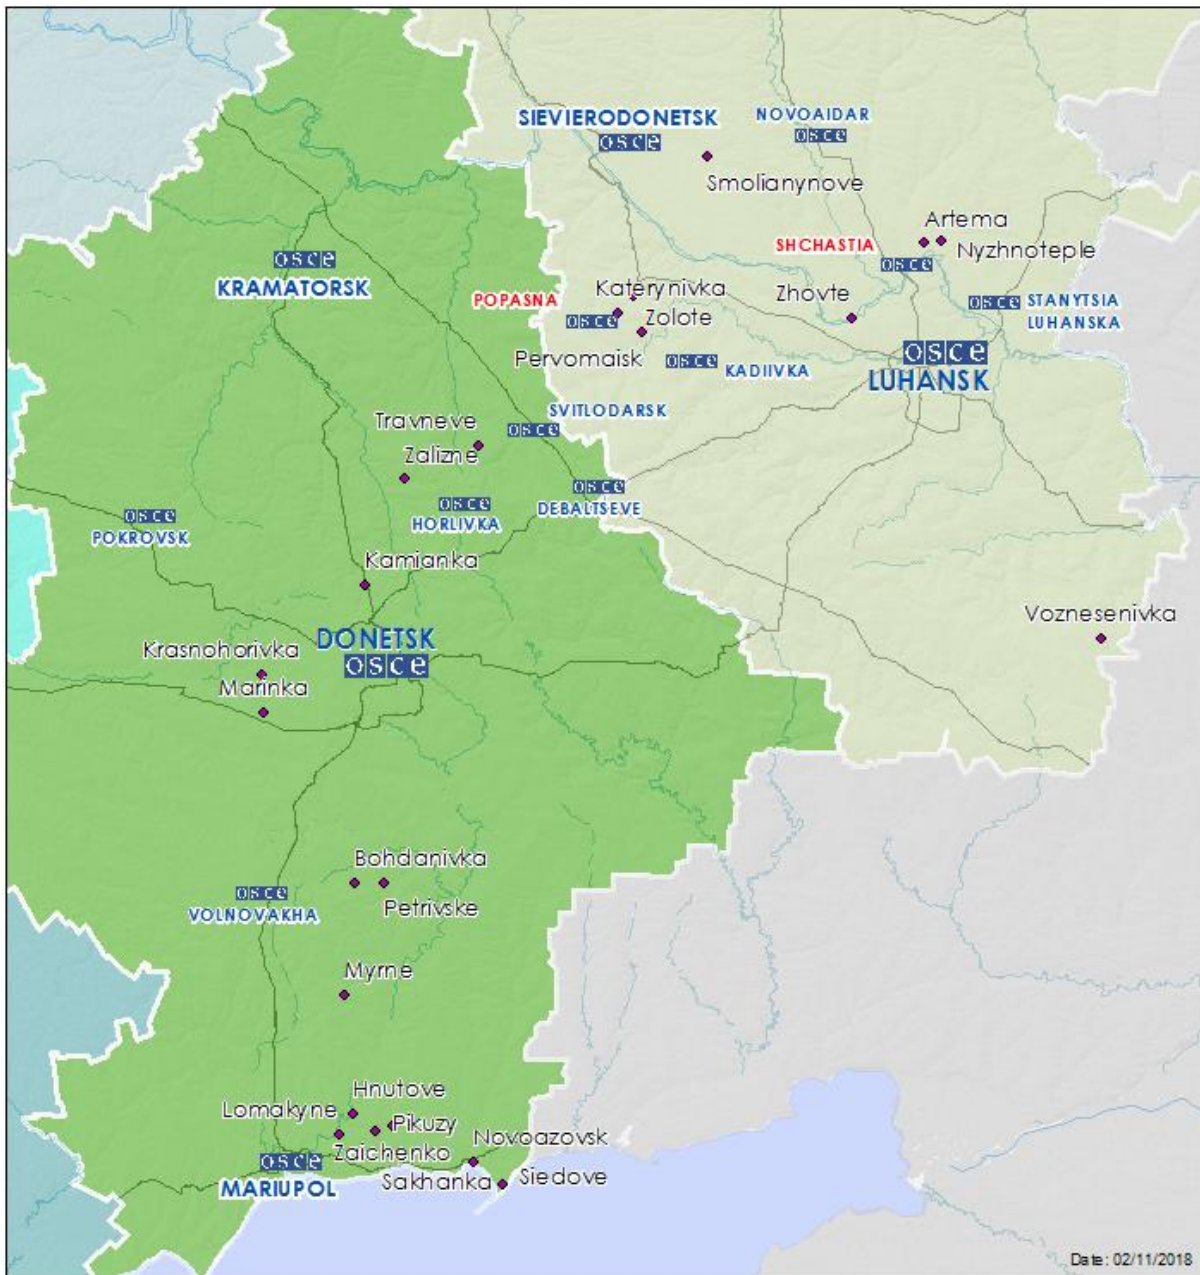 SIEVIERODONETSK
osce
NOVOAIDAR
osce
Smolianynove
Artema
Nyzhnoteple
SHCHASTIA
osce
osce
KRAMATORSK
POPASNA
osce
Katerynivka
Zolote
Pervomaisk
Zhovte
osce
STANYTSIA
LUHANSKA
osce
KADIIVKA
osce
LUHANSK
SVITLODARSK
osce
Travneve
Zalizne
osce
HORLIVKA
osce
DEBALTSEVE
osce
POKROVSK
Kamianka
Voznesenivka
DONETSK
osce
Krasnohorivka
Marinka
Bohdanivka
Petrivske
osce
VOLNOVAKHA
Myrne
Hnutove
Lomakyne
Pikuzy
Zaichenko
Novoazovsk
Sakhanka
Siedove
osce
MARIUPOL
Date: 02/11/2018